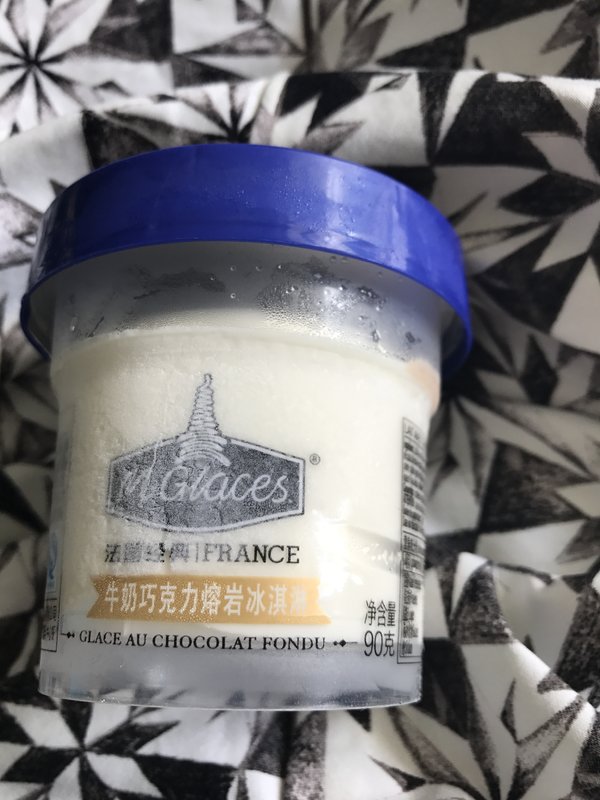 M'Glaces®
法国经典|FRANCE
牛奶巧克力熔岩冰淇淋
GLACE AU CHOCOLAT FONDU
净含量
90克